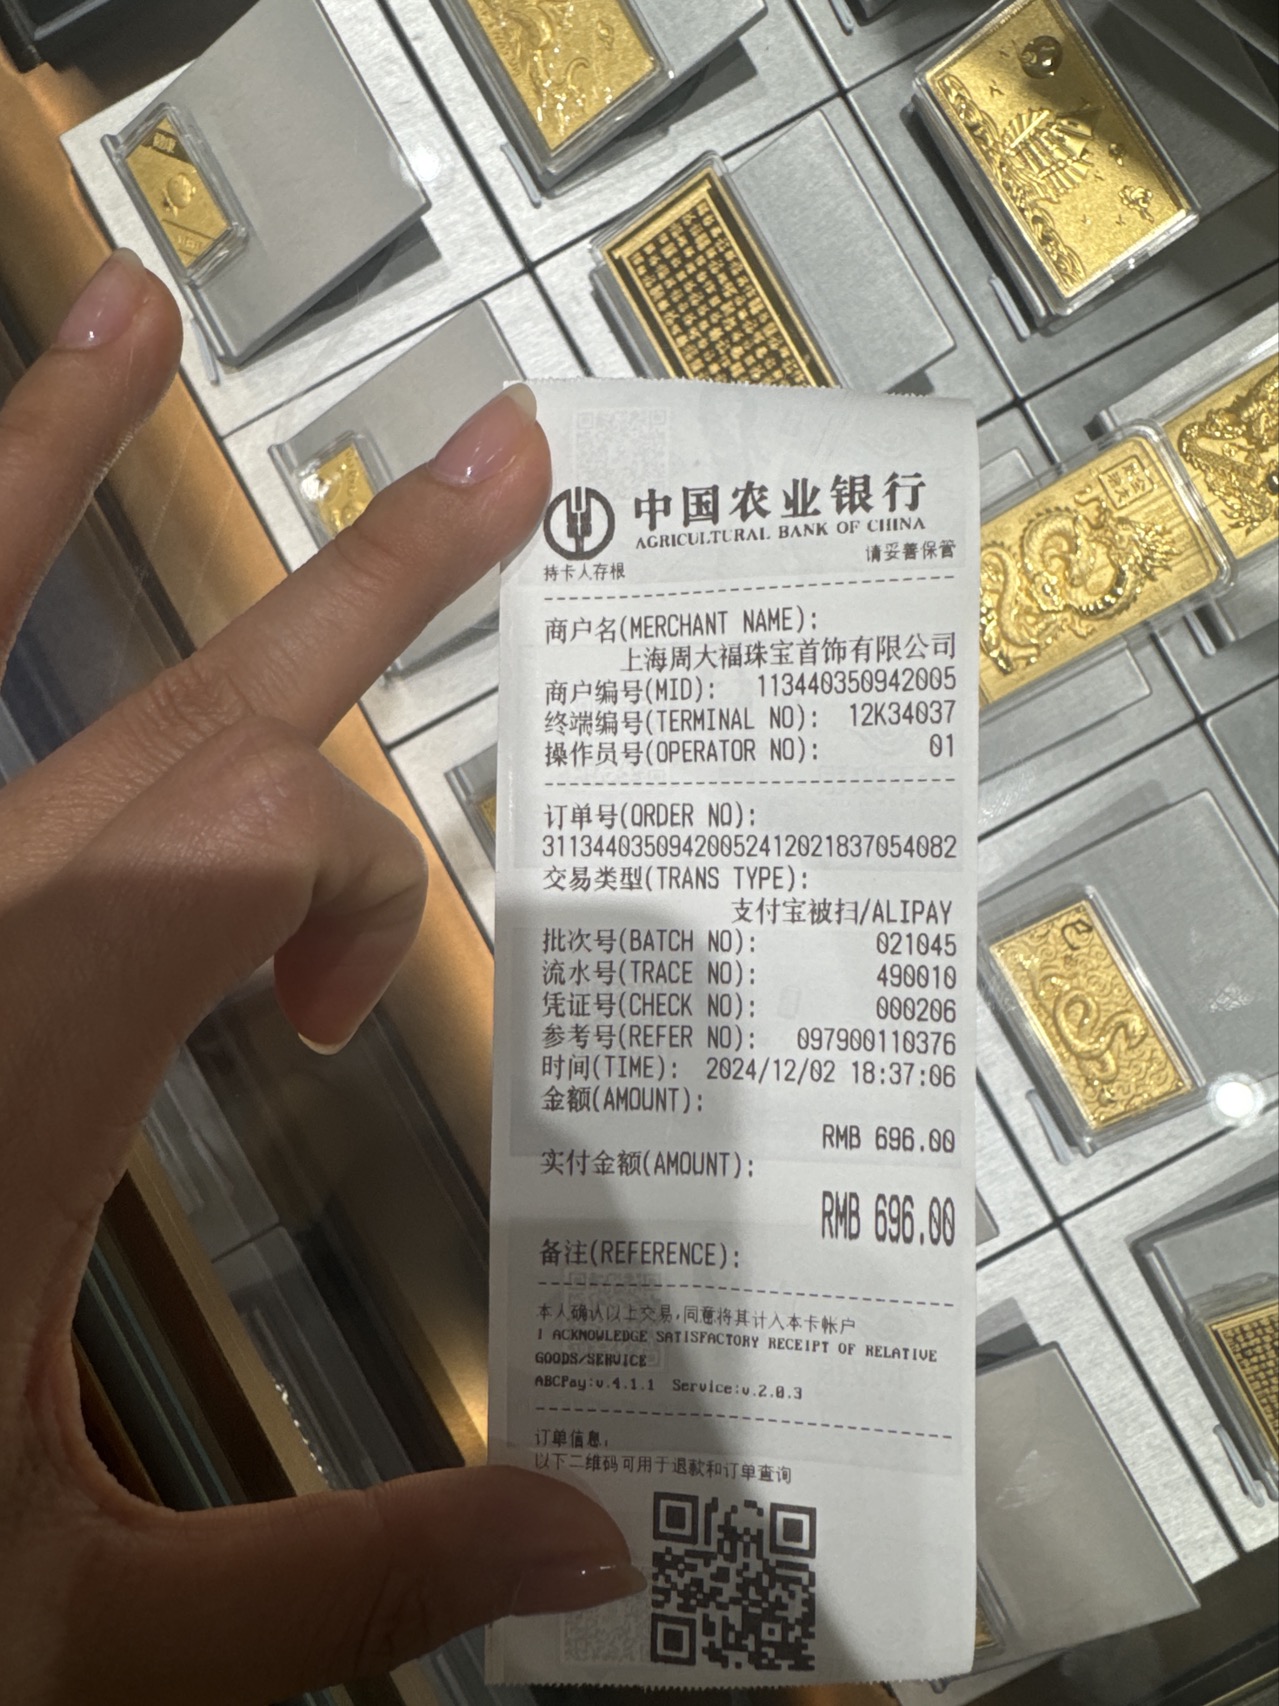 中国农业银行
AGRICULTURAL BANK OF CHINA
持卡人存根 请妥善保管
商户名(MERCHANT NAME):
上海周大福珠宝首饰有限公司
商户编号(MID): 113440350942005
终端编号(TERMINAL NO): 12K34037
操作员号(OPERATOR NO): 01
订单号(ORDER NO):
31134403509420052412021837054082
交易类型(TRANS TYPE):
支付宝被扫/ALIPAY
批次号(BATCH NO): 021045
流水号(TRACE NO): 490010
凭证号(CHECK NO): 000206
参考号(REFER NO): 097900110376
时间(TIME): 2024/12/02 18:37:06
金额(AMOUNT):
RMB 696.00
实付金额(AMOUNT):
RMB 696.00
备注(REFERENCE):
本人确认以上交易,同意将其计入本卡帐户
I ACKNOWLEDGE SATISFACTORY RECEIPT OF RELATIVE
GOODS/SERVICE
ABCPay:v.4.1.1 Service:v.2.0.3
订单信息,
以下二维码可用于退款和订单查询